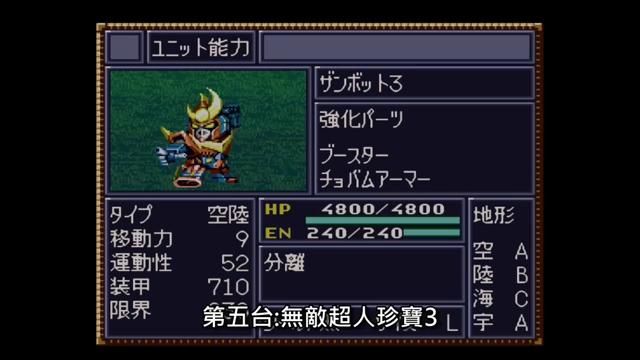 ユニット能力
ザンボット3
強化パーツ
ブースター
チョバムアーマー
タイプ 空陸
移動力 9
運動性 52
装甲 710
限界
HP 4800/4800
EN 240/240
分離
地形
空 A
陸 B
海 C
宇 A
L
第五台:無敵超人珍寶3